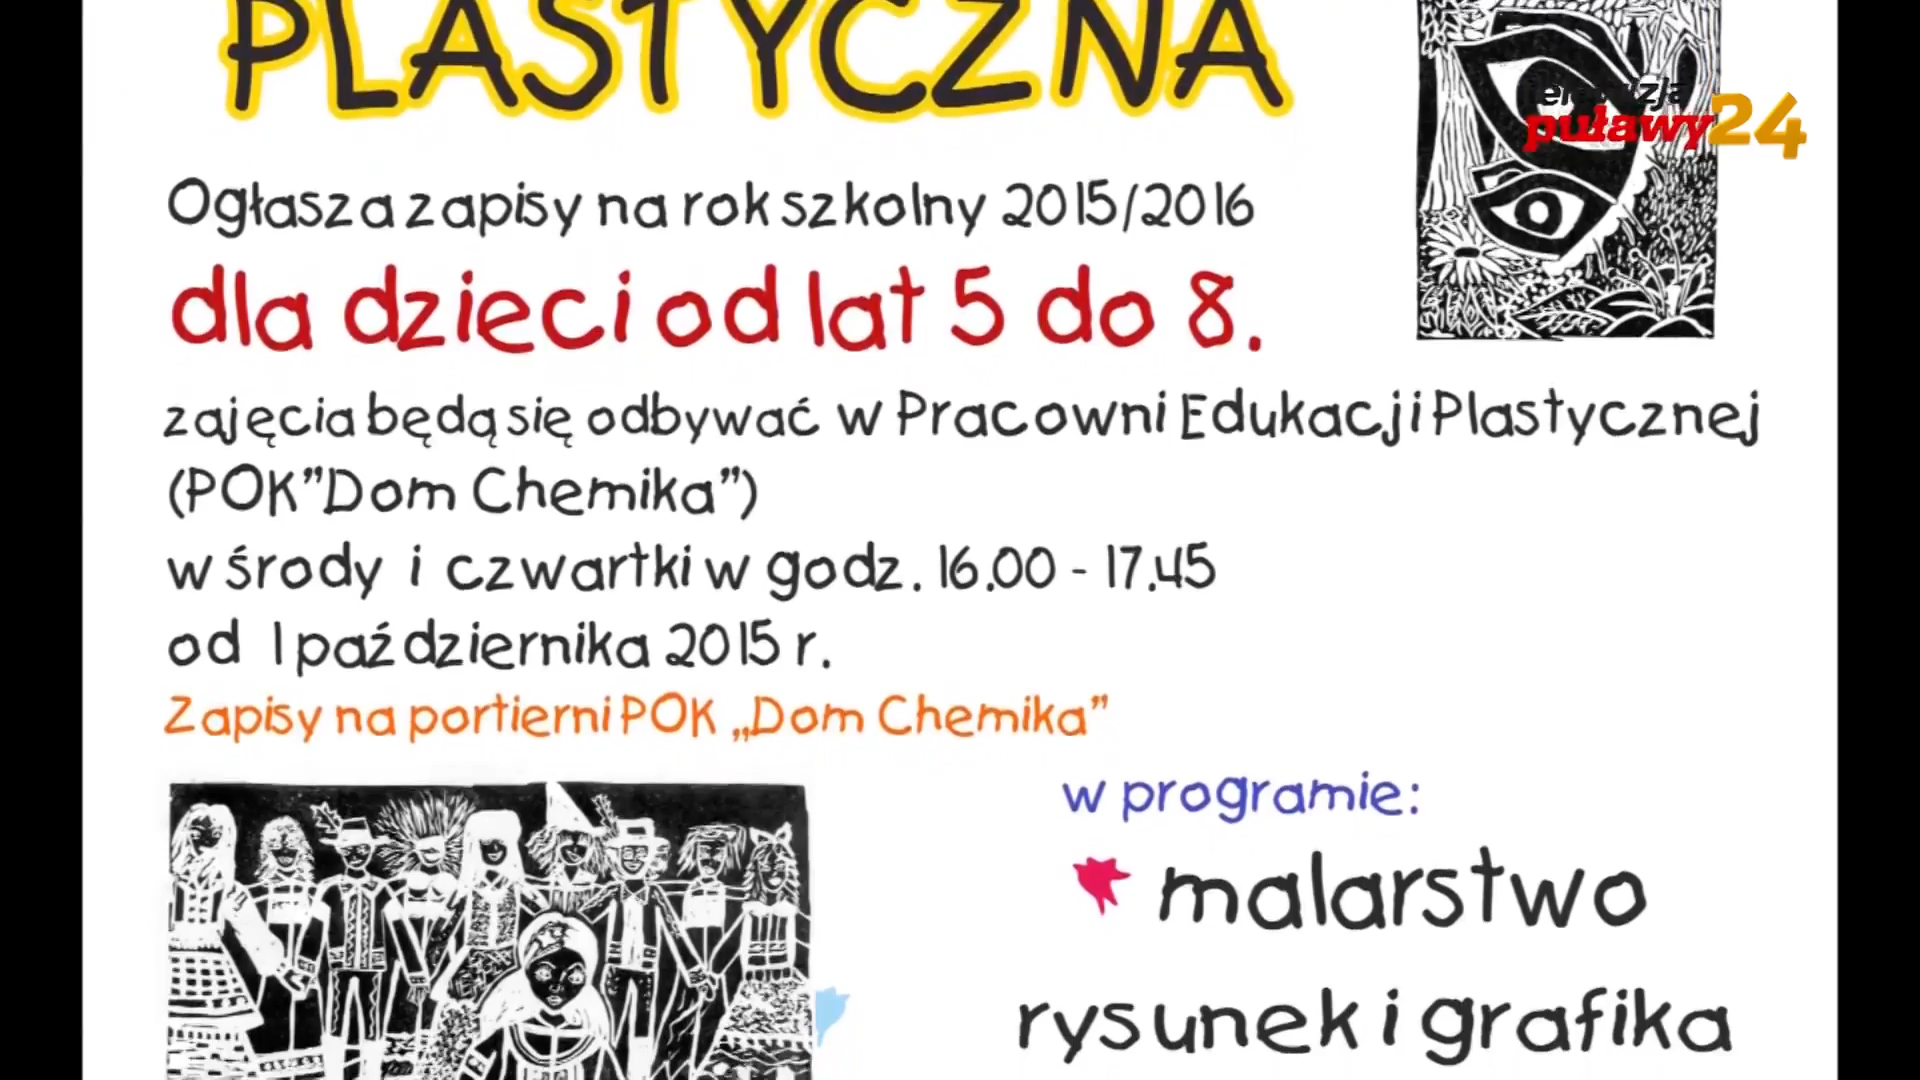 PLASTYCZNA
telewizja
puławy24
Ogłasza zapisy na rok szkolny 2015/2016
dla dzieci od lat 5 do 8.
zajęcia będą się odbywać w Pracowni Edukacji Plastycznej
(POK"Dom Chemika")
w środy i czwartki w godz. 16.00 - 17.45
od 1 października 2015 r.
Zapisy na portierni POK „Dom Chemika”
w programie:
malarstwo
rysunek i grafika